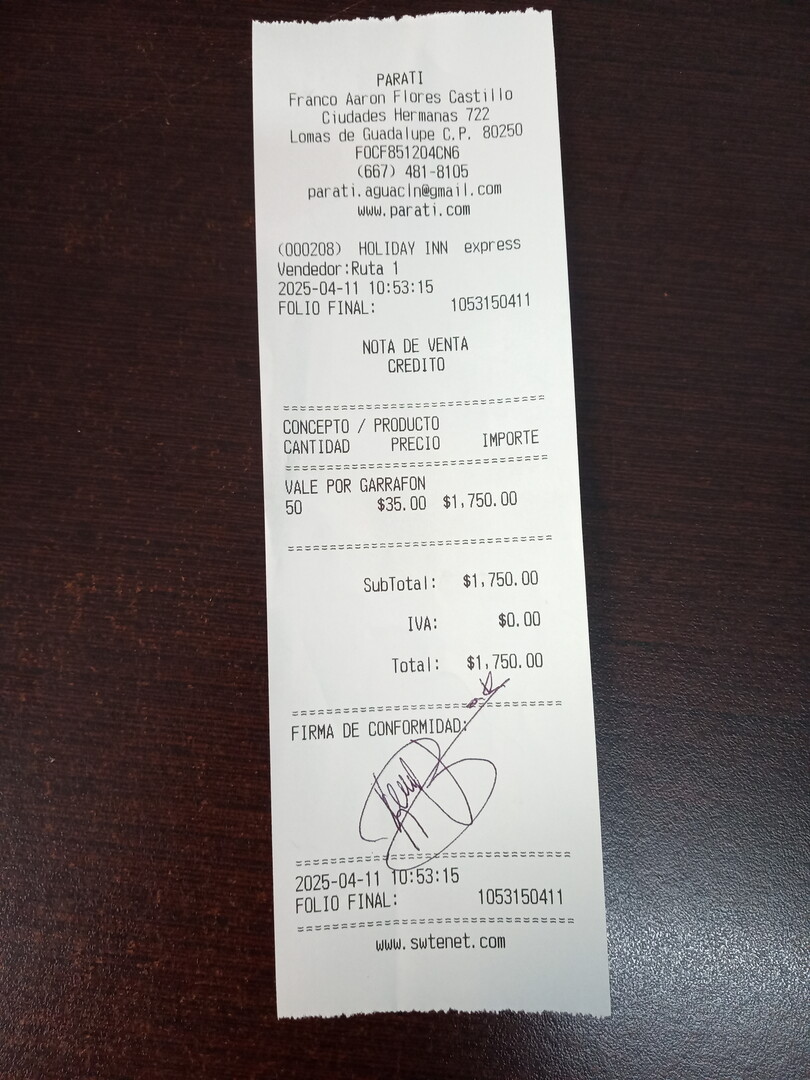 PARATI
Franco Aaron Flores Castillo
Ciudades Hermanas 722
Lomas de Guadalupe C.P. 80250
FOCF851204CN6
(667) 481-8105
parati.aguacln@gmail.com
www.parati.com
(000208) HOLIDAY INN express
Vendedor:Ruta 1
2025-04-11 10:53:15
FOLIO FINAL: 1053150411
NOTA DE VENTA
CREDITO
==================================
CONCEPTO / PRODUCTO
CANTIDAD PRECIO IMPORTE
==================================
VALE POR GARRAFON
50 $35.00 $1,750.00
==================================
SubTotal: $1,750.00
IVA: $0.00
Total: $1,750.00
==================================
FIRMA DE CONFORMIDAD:
==================================
2025-04-11 10:53:15
FOLIO FINAL: 1053150411
==================================
www.swtenet.com